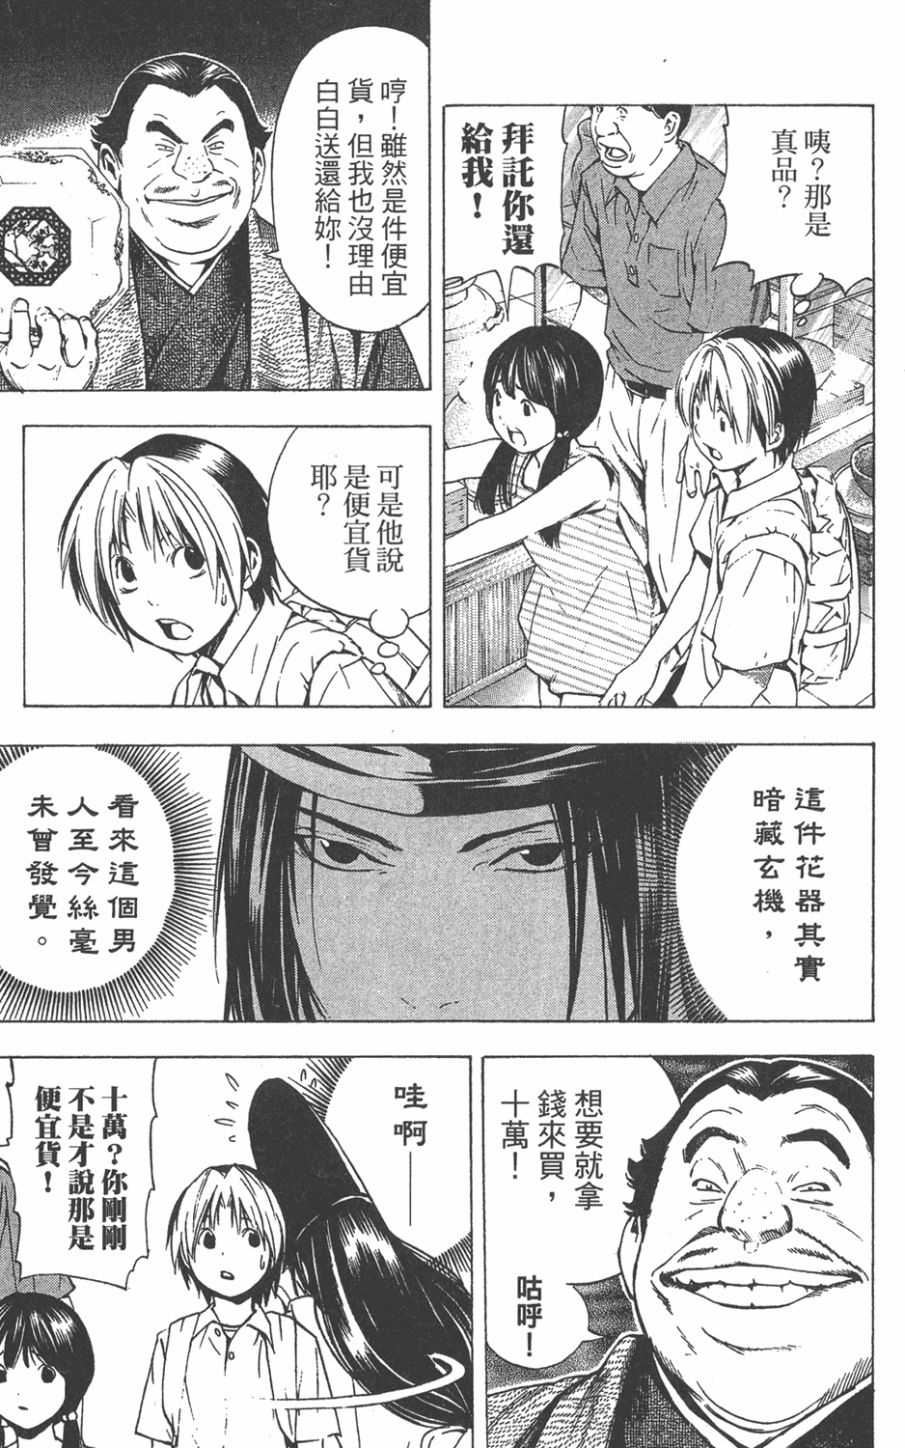 咦？那是
真品？
拜託你還
給我！
哼！雖然是件便宜
貨，但我也沒理由
白白送還給妳！
可是他說
是便宜貨
耶？
這件花器其實
暗藏玄機，
看來這個男
人至今絲毫
未曾發覺。
想要就拿
錢來買，
十萬！
咕呼！
哇啊——
十萬？你剛剛
不是才說那是
便宜貨！